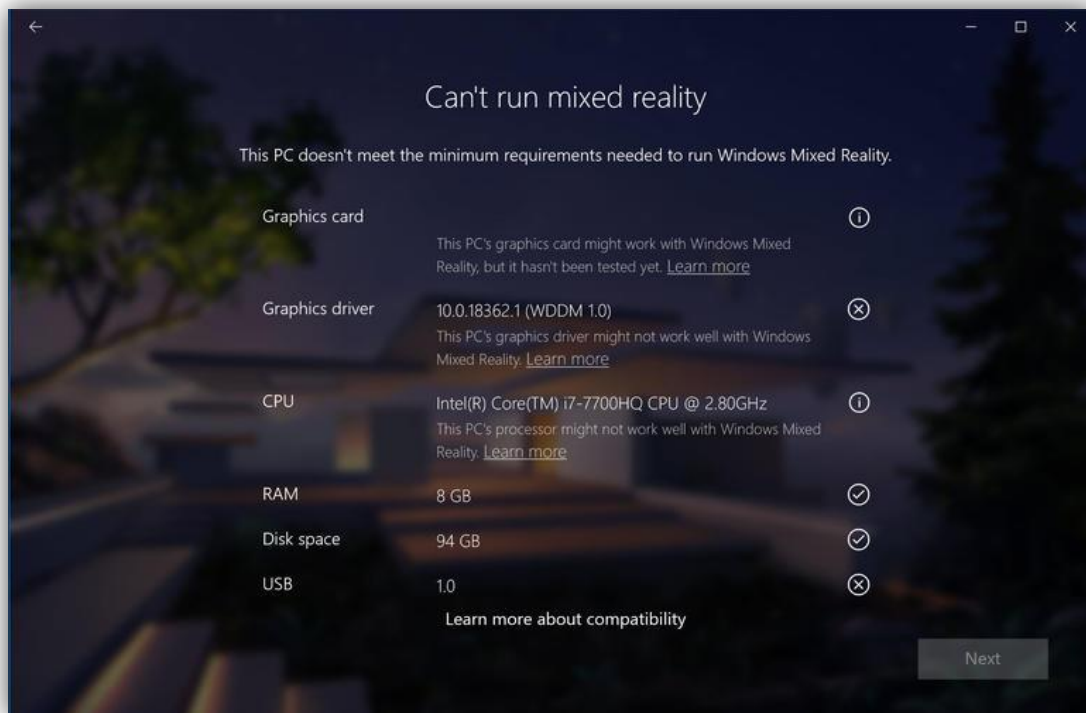 Can't run mixed reality
This PC doesn't meet the minimum requirements needed to run Windows Mixed Reality.
Graphics card
This PC's graphics card might work with Windows Mixed
Reality, but it hasn't been tested yet. Learn more
Graphics driver
10.0.18362.1 (WDDM 1.0)
This PC's graphics driver might not work well with Windows
Mixed Reality. Learn more
CPU
Intel(R) Core(TM) i7-7700HQ CPU @ 2.80GHz
This PC's processor might not work well with Windows Mixed
Reality. Learn more
RAM
8 GB
Disk space
94 GB
USB
1.0
Learn more about compatibility
Next